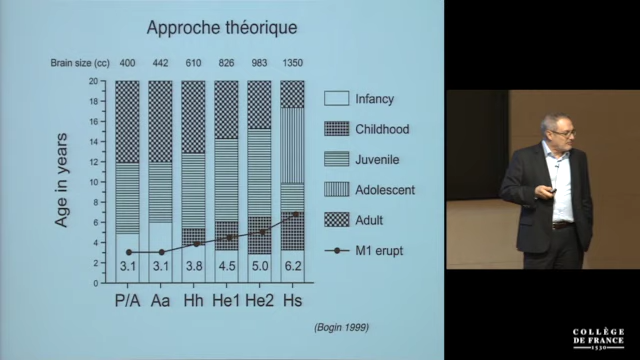 Approche théorique
Brain size (cc) 400 442 610 826 983 1350
20
18
16
14
12
10
8
6
4
2
0
Age in years
3.1 3.1 3.8 4.5 5.0 6.2
P/A Aa Hh He1 He2 Hs
Infancy
Childhood
Juvenile
Adolescent
Adult
M1 erupt
(Bogin 1999)
COLLÈGE
DE FRANCE
1530